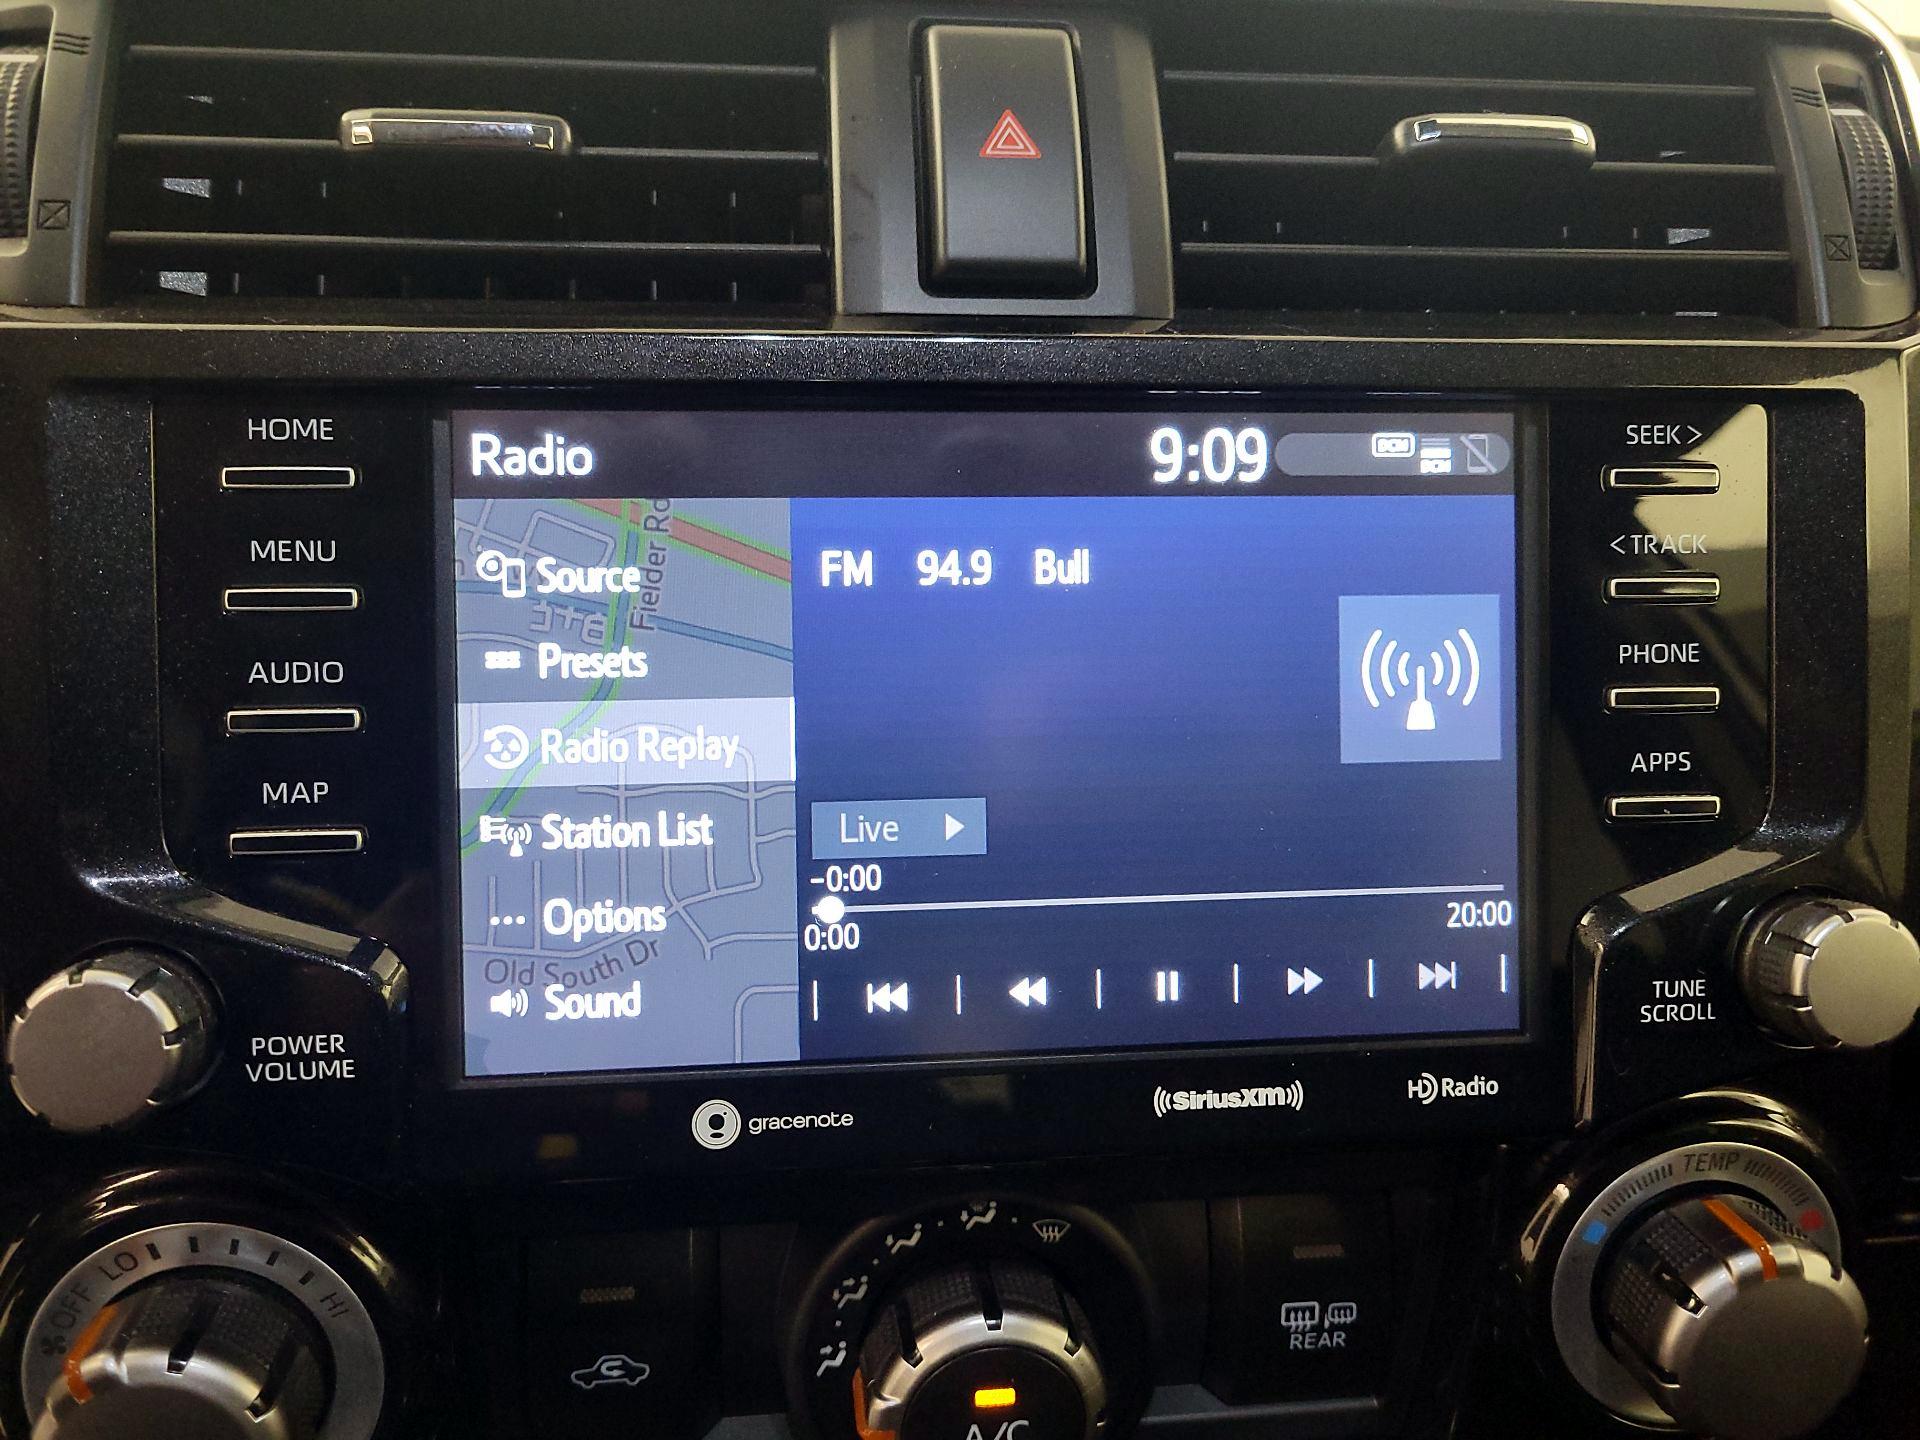 HOME
MENU
AUDIO
MAP
POWER
VOLUME
Radio
9:09
DCM
DCM
Fielder Rd
Source
Presets
Radio Replay
Station List
Options
Old South Dr
Sound
FM 94.9 Bull
Live
-0:00
0:00
20:00
SEEK >
< TRACK
PHONE
APPS
TUNE
SCROLL
gracenote
SiriusXM
HD Radio
OFF LO HI
A/C
REAR
TEMP